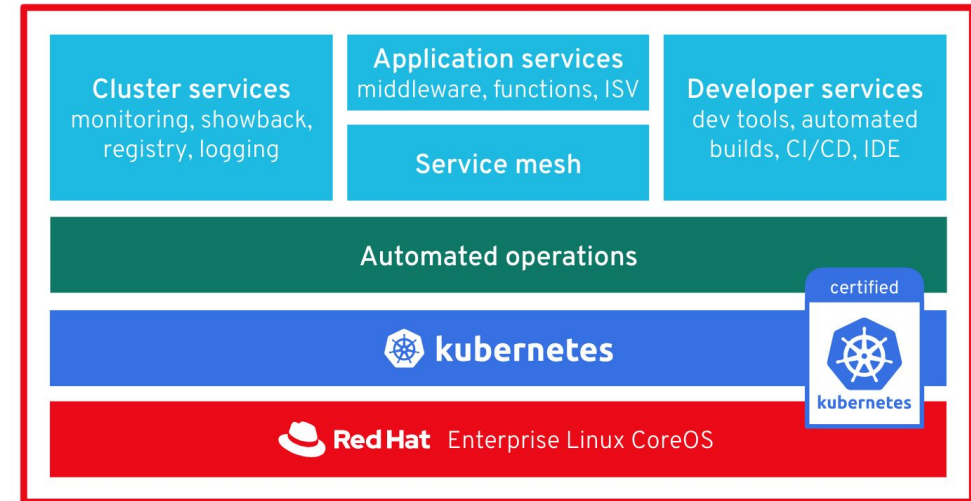 Cluster services
monitoring, showback,
registry, logging
Application services
middleware, functions, ISV
Service mesh
Developer services
dev tools, automated
builds, CI/CD, IDE
Automated operations
certified
kubernetes
kubernetes
Red Hat Enterprise Linux CoreOS